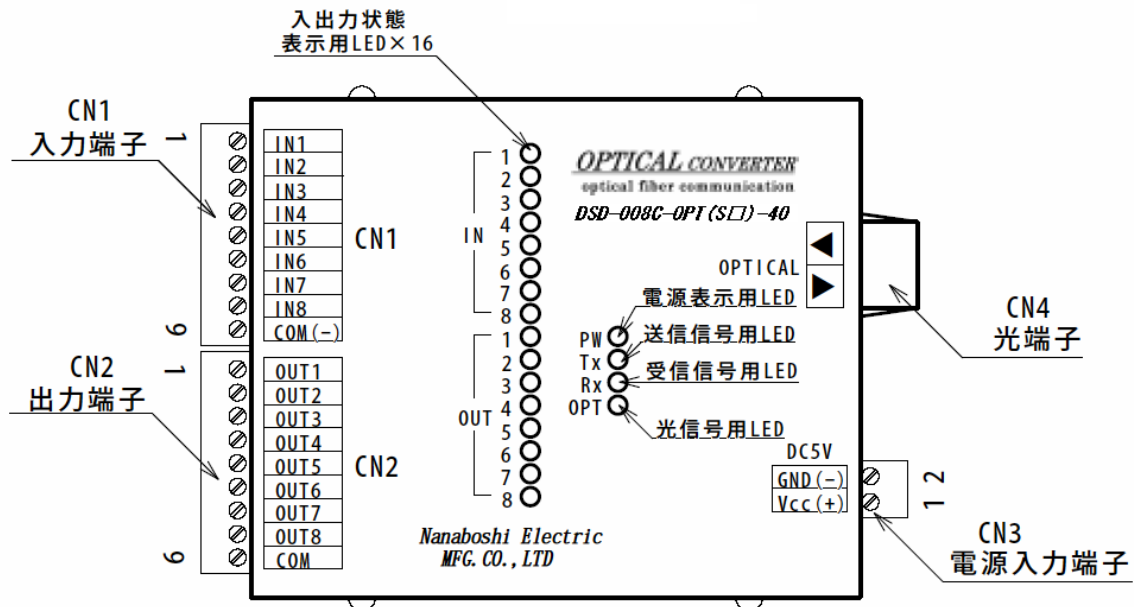 入出力状態
表示用LED×16
CN1
入力端子
1
9
IN1
IN2
IN3
IN4
IN5
IN6
IN7
IN8
COM(-)
CN1
CN2
出力端子
1
9
OUT1
OUT2
OUT3
OUT4
OUT5
OUT6
OUT7
OUT8
COM
CN2
IN
1
2
3
4
5
6
7
8
OUT
1
2
3
4
5
6
7
8
OPTICAL CONVERTER
optical fiber communication
DSD-008C-OPT(S□)-40
OPTICAL
CN4
光端子
電源表示用LED
PW
送信信号用LED
Tx
受信信号用LED
Rx
OPT
光信号用LED
DC5V
GND(-)
Vcc(+)
2
1
CN3
電源入力端子
Nanaboshi Electric
MFG.CO.,LTD